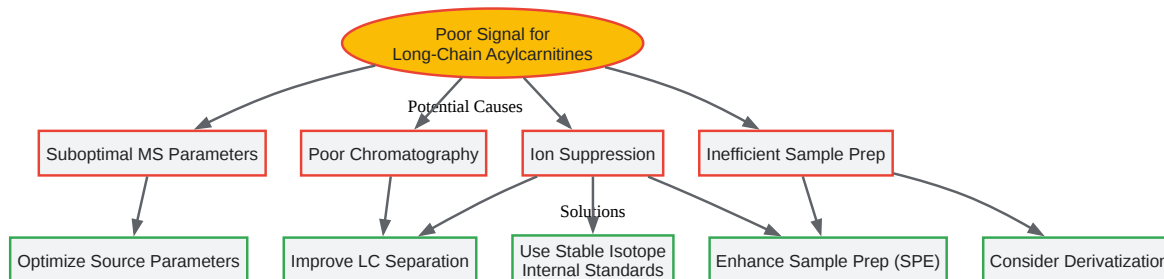 Poor Signal for
Long-Chain Acylcarnitines
Potential Causes
Suboptimal MS Parameters
Poor Chromatography
Ion Suppression
Inefficient Sample Prep
Solutions
Optimize Source Parameters
Improve LC Separation
Use Stable Isotope
Internal Standards
Enhance Sample Prep (SPE)
Consider Derivatization